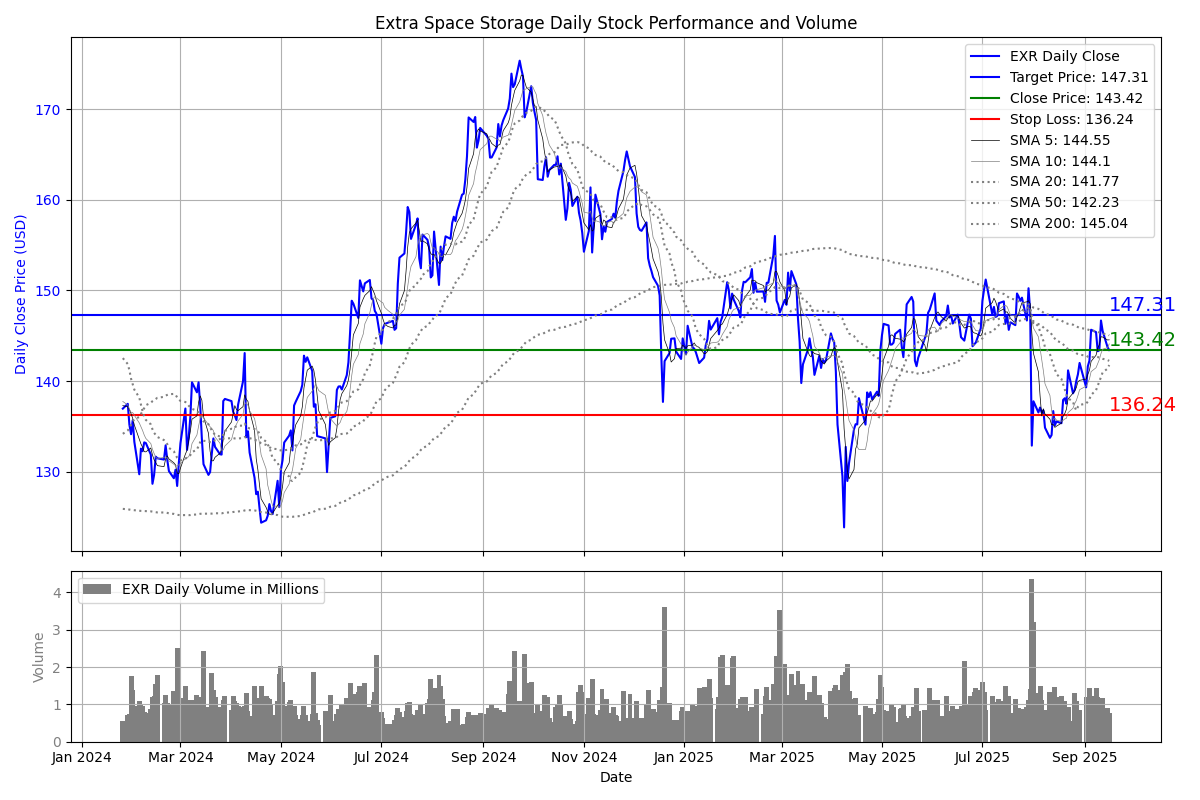 Extra Space Storage Daily Stock Performance and Volume
EXR Daily Close
Target Price: 147.31
Close Price: 143.42
Stop Loss: 136.24
SMA 5: 144.55
SMA 10: 144.1
SMA 20: 141.77
SMA 50: 142.23
SMA 200: 145.04
Daily Close Price (USD)
170
160
150
140
130
147.31
143.42
136.24
EXR Daily Volume in Millions
Volume
4
3
2
1
0
Jan 2024 Mar 2024 May 2024 Jul 2024 Sep 2024 Nov 2024 Jan 2025 Mar 2025 May 2025 Jul 2025 Sep 2025
Date